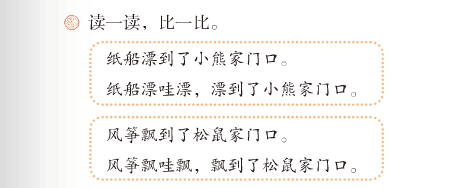 读一读，比一比。
纸船漂到了小熊家门口。
纸船漂哇漂，漂到了小熊家门口。
风筝飘到了松鼠家门口。
风筝飘哇飘，飘到了松鼠家门口。